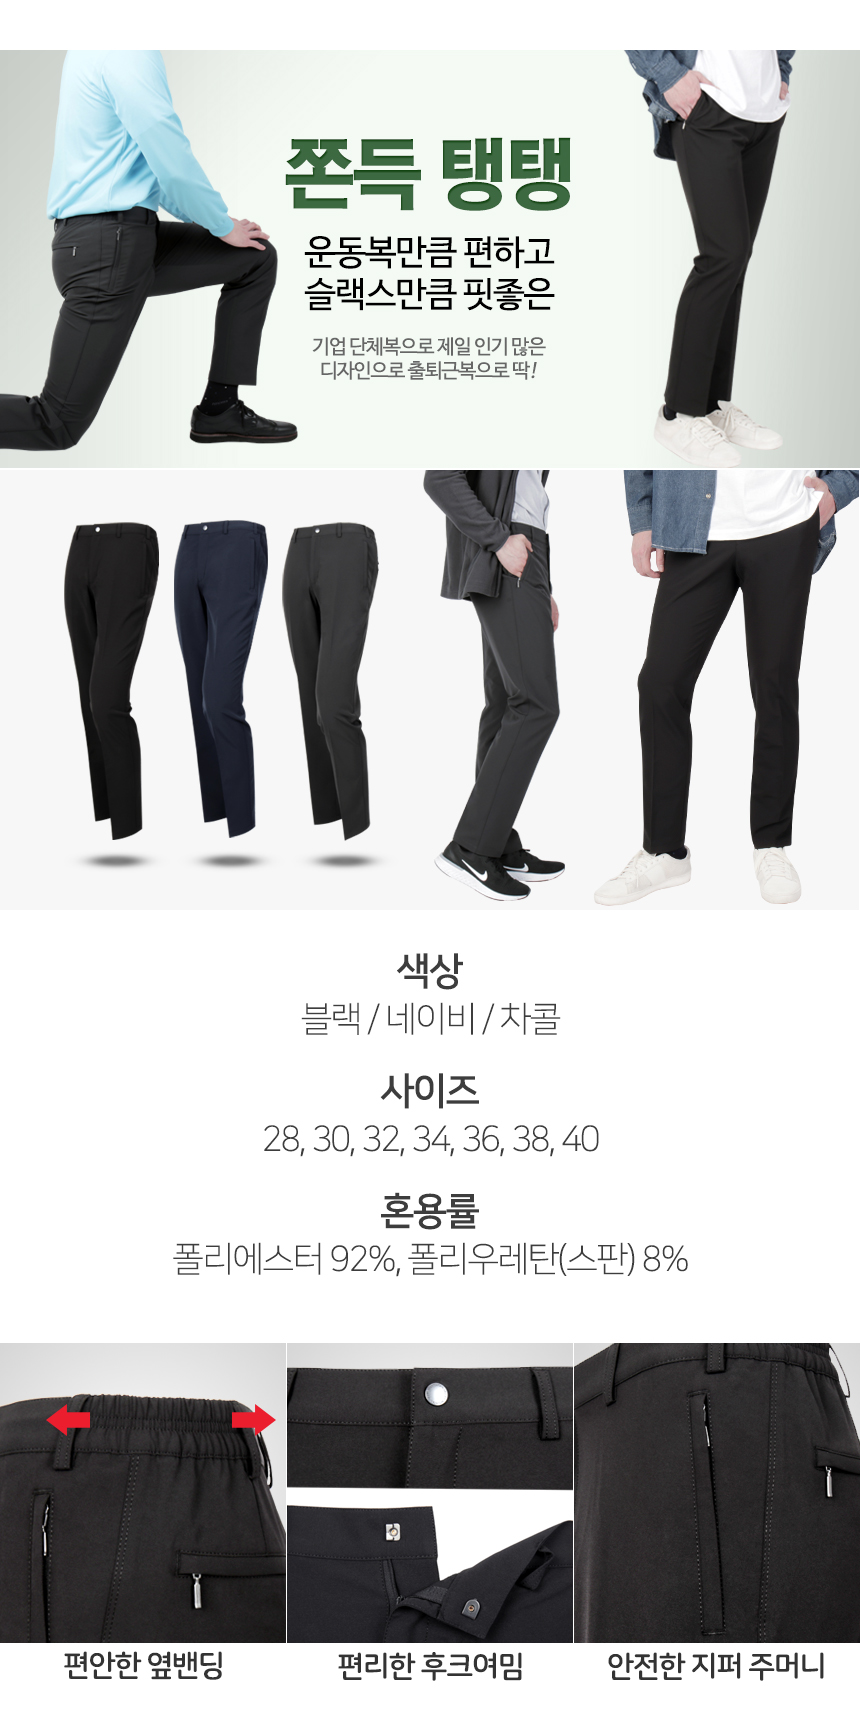 쫀득 탱탱
운동복만큼 편하고
슬랙스만큼 핏좋은
기업 단체복으로 제일 인기 많은
디자인으로 출퇴근복으로 딱!
색상
블랙 / 네이비 / 차콜
사이즈
28, 30, 32, 34, 36, 38, 40
혼용률
폴리에스터 92%, 폴리우레탄(스판) 8%
편안한 옆밴딩
편리한 후크여밈
안전한 지퍼 주머니